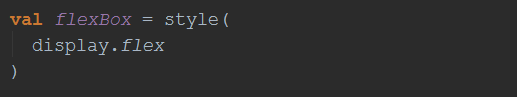 val flexBox = style(
  display.flex
)